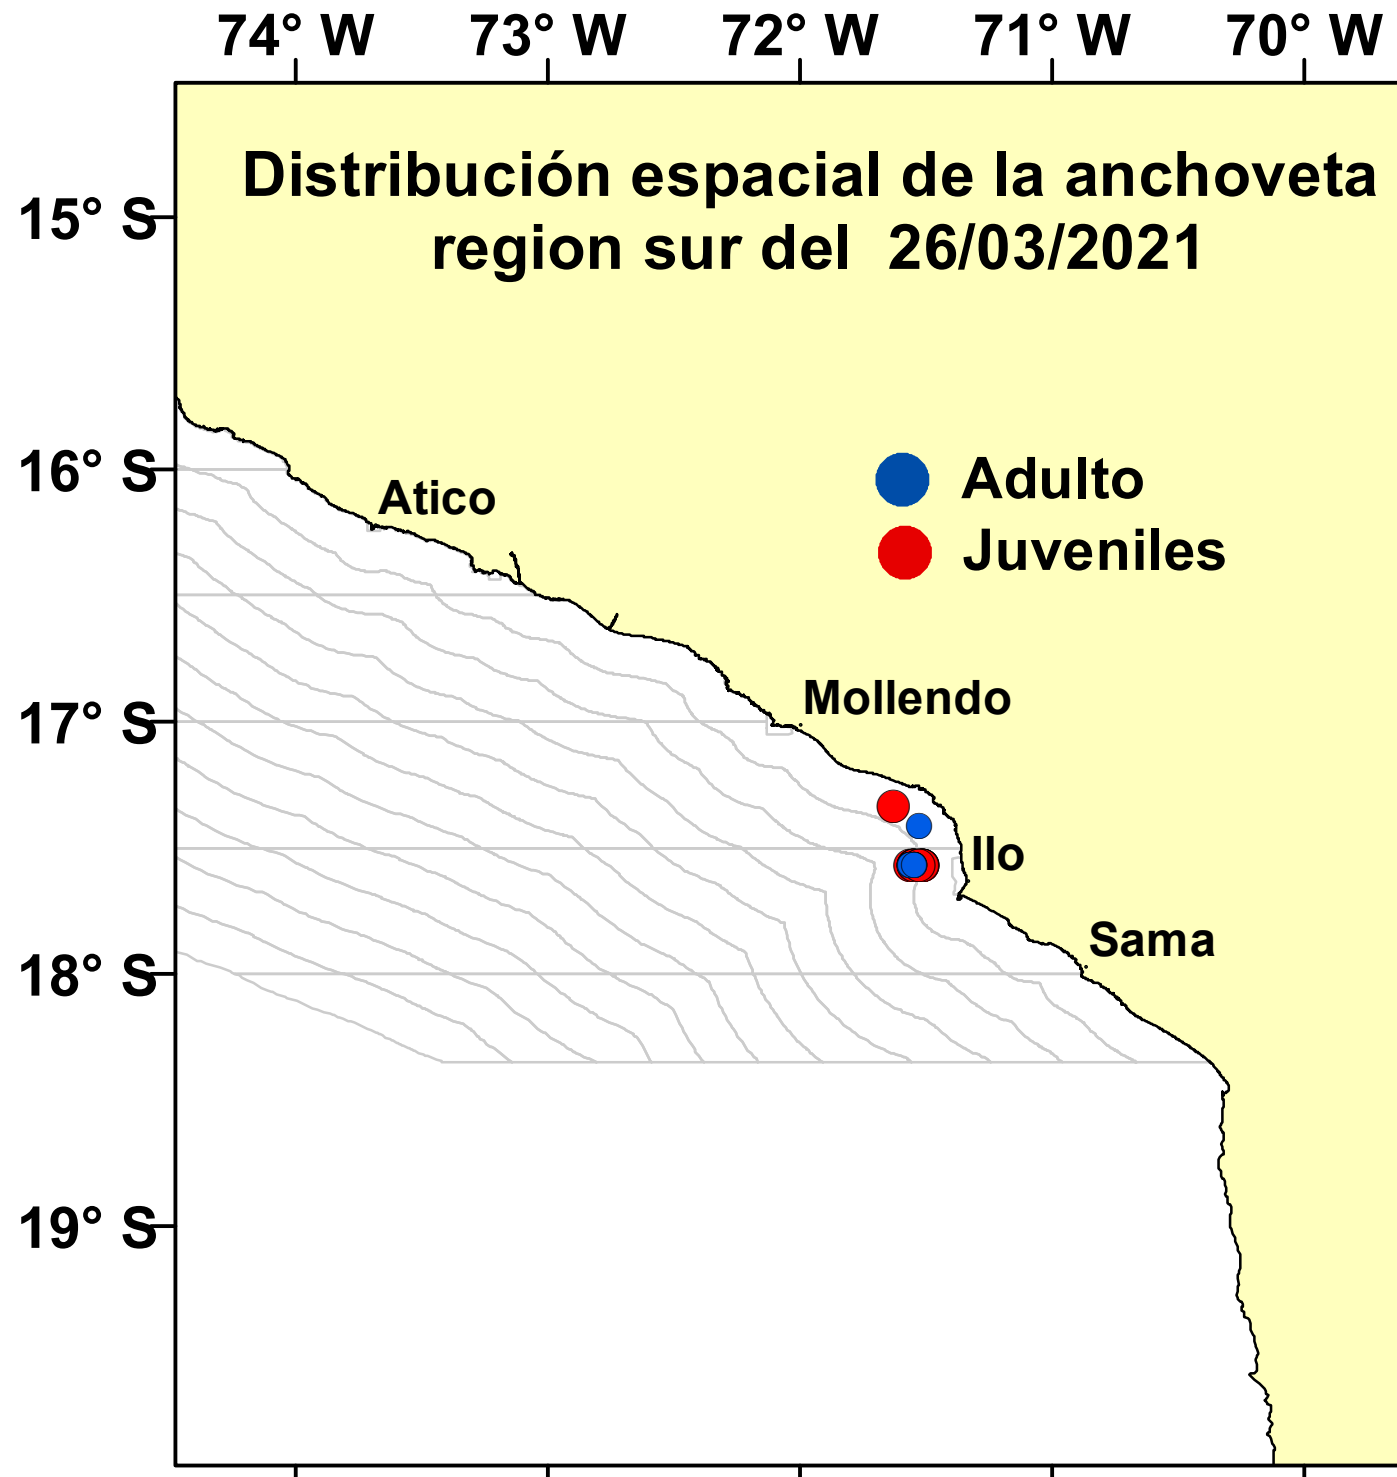 74° W 73° W 72° W 71° W 70° W
Distribución espacial de la anchoveta
region sur del  26/03/2021
15° S
16° S
Adulto
Atico
Juveniles
Mollendo
17° S
Ilo
Sama
18° S
19° S